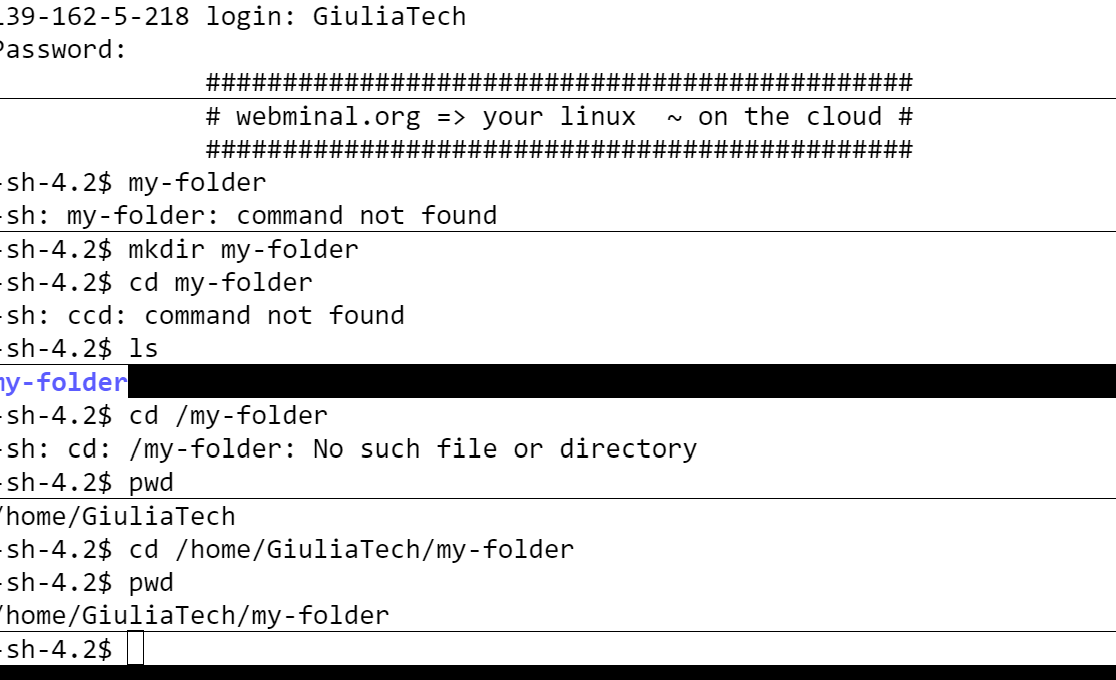 .39-162-5-218 login: GiuliaTech
Password:
##############################################
# webminal.org => your linux  ~ on the cloud #
##############################################
-sh-4.2$ my-folder
-sh: my-folder: command not found
-sh-4.2$ mkdir my-folder
-sh-4.2$ cd my-folder
-sh: ccd: command not found
-sh-4.2$ ls
my-folder
-sh-4.2$ cd /my-folder
-sh: cd: /my-folder: No such file or directory
-sh-4.2$ pwd
/home/GiuliaTech
-sh-4.2$ cd /home/GiuliaTech/my-folder
-sh-4.2$ pwd
/home/GiuliaTech/my-folder
-sh-4.2$